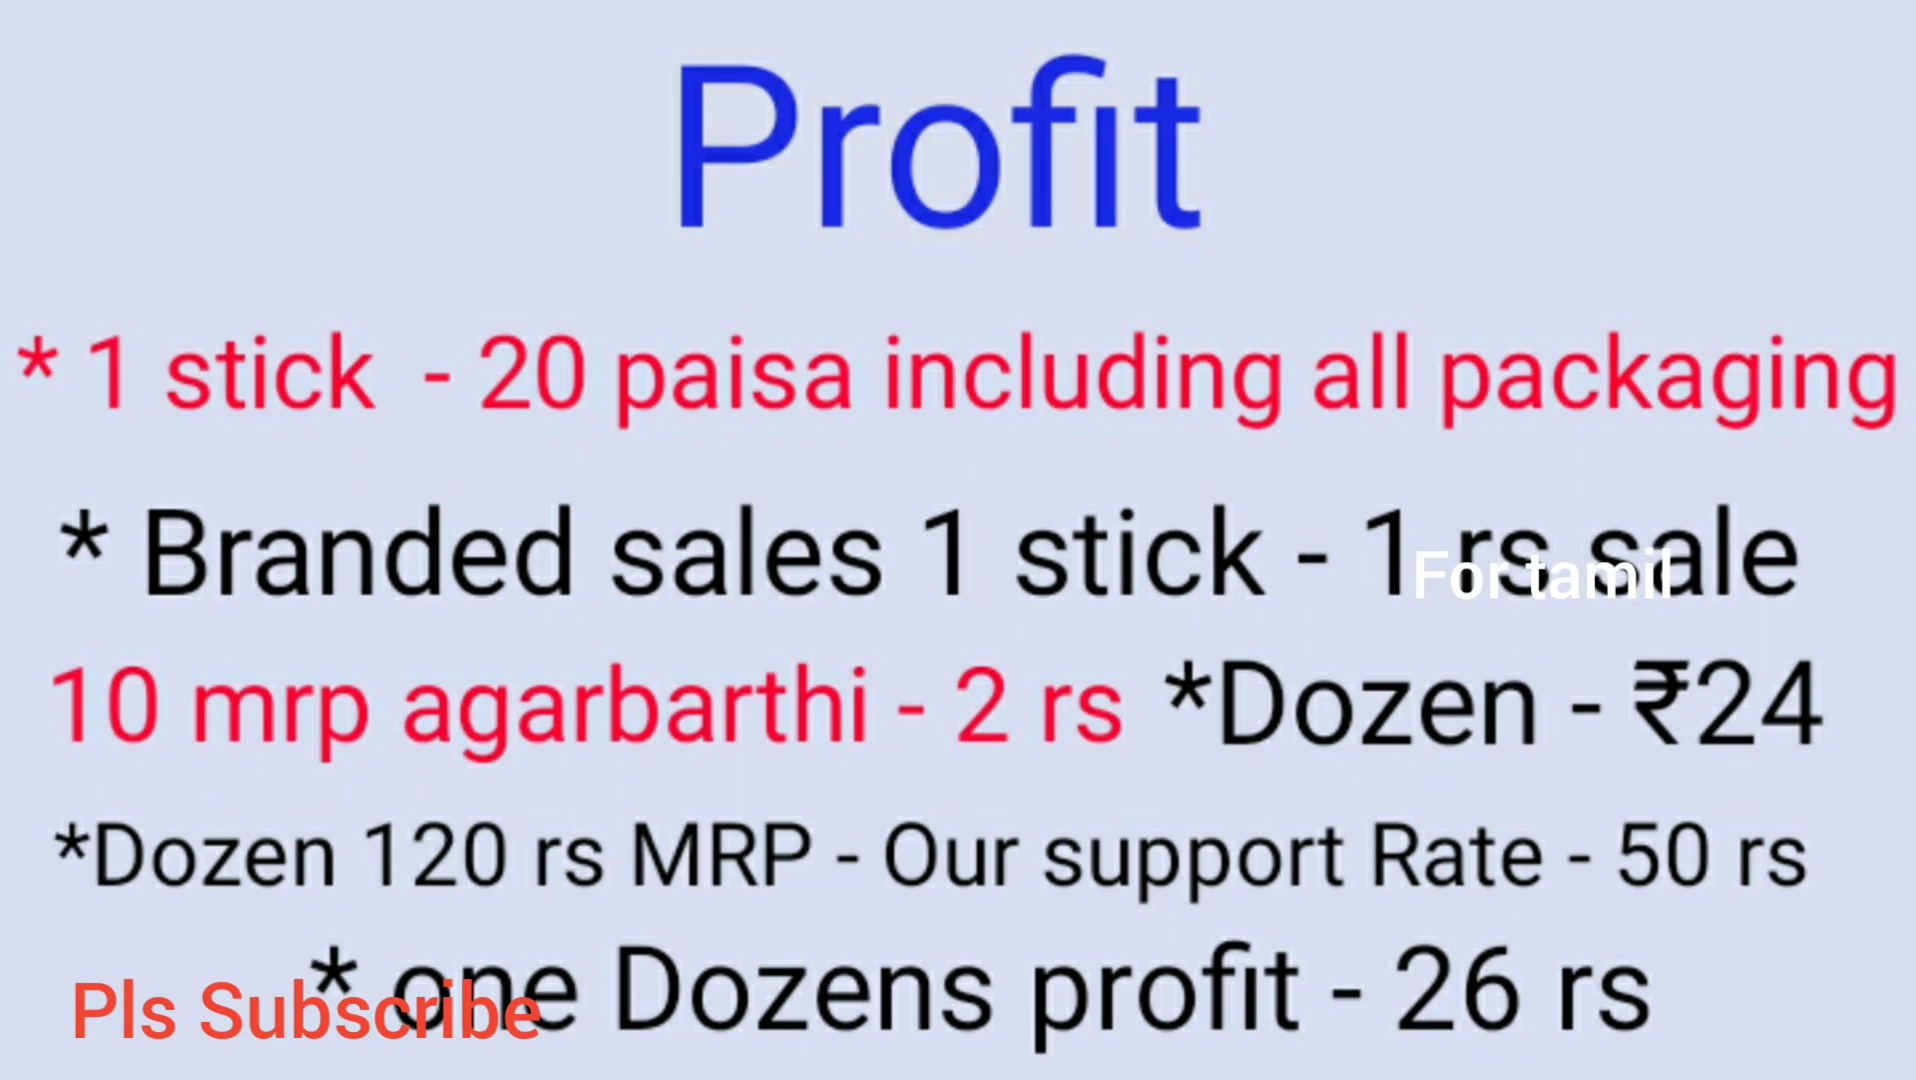 Profit
* 1 stick - 20 paisa including all packaging
* Branded sales 1 stick - 1 rs sale
For tamil
10 mrp agarbarthi - 2 rs *Dozen - ₹24
*Dozen 120 rs MRP - Our support Rate - 50 rs
* one Dozens profit - 26 rs
Pls Subscribe